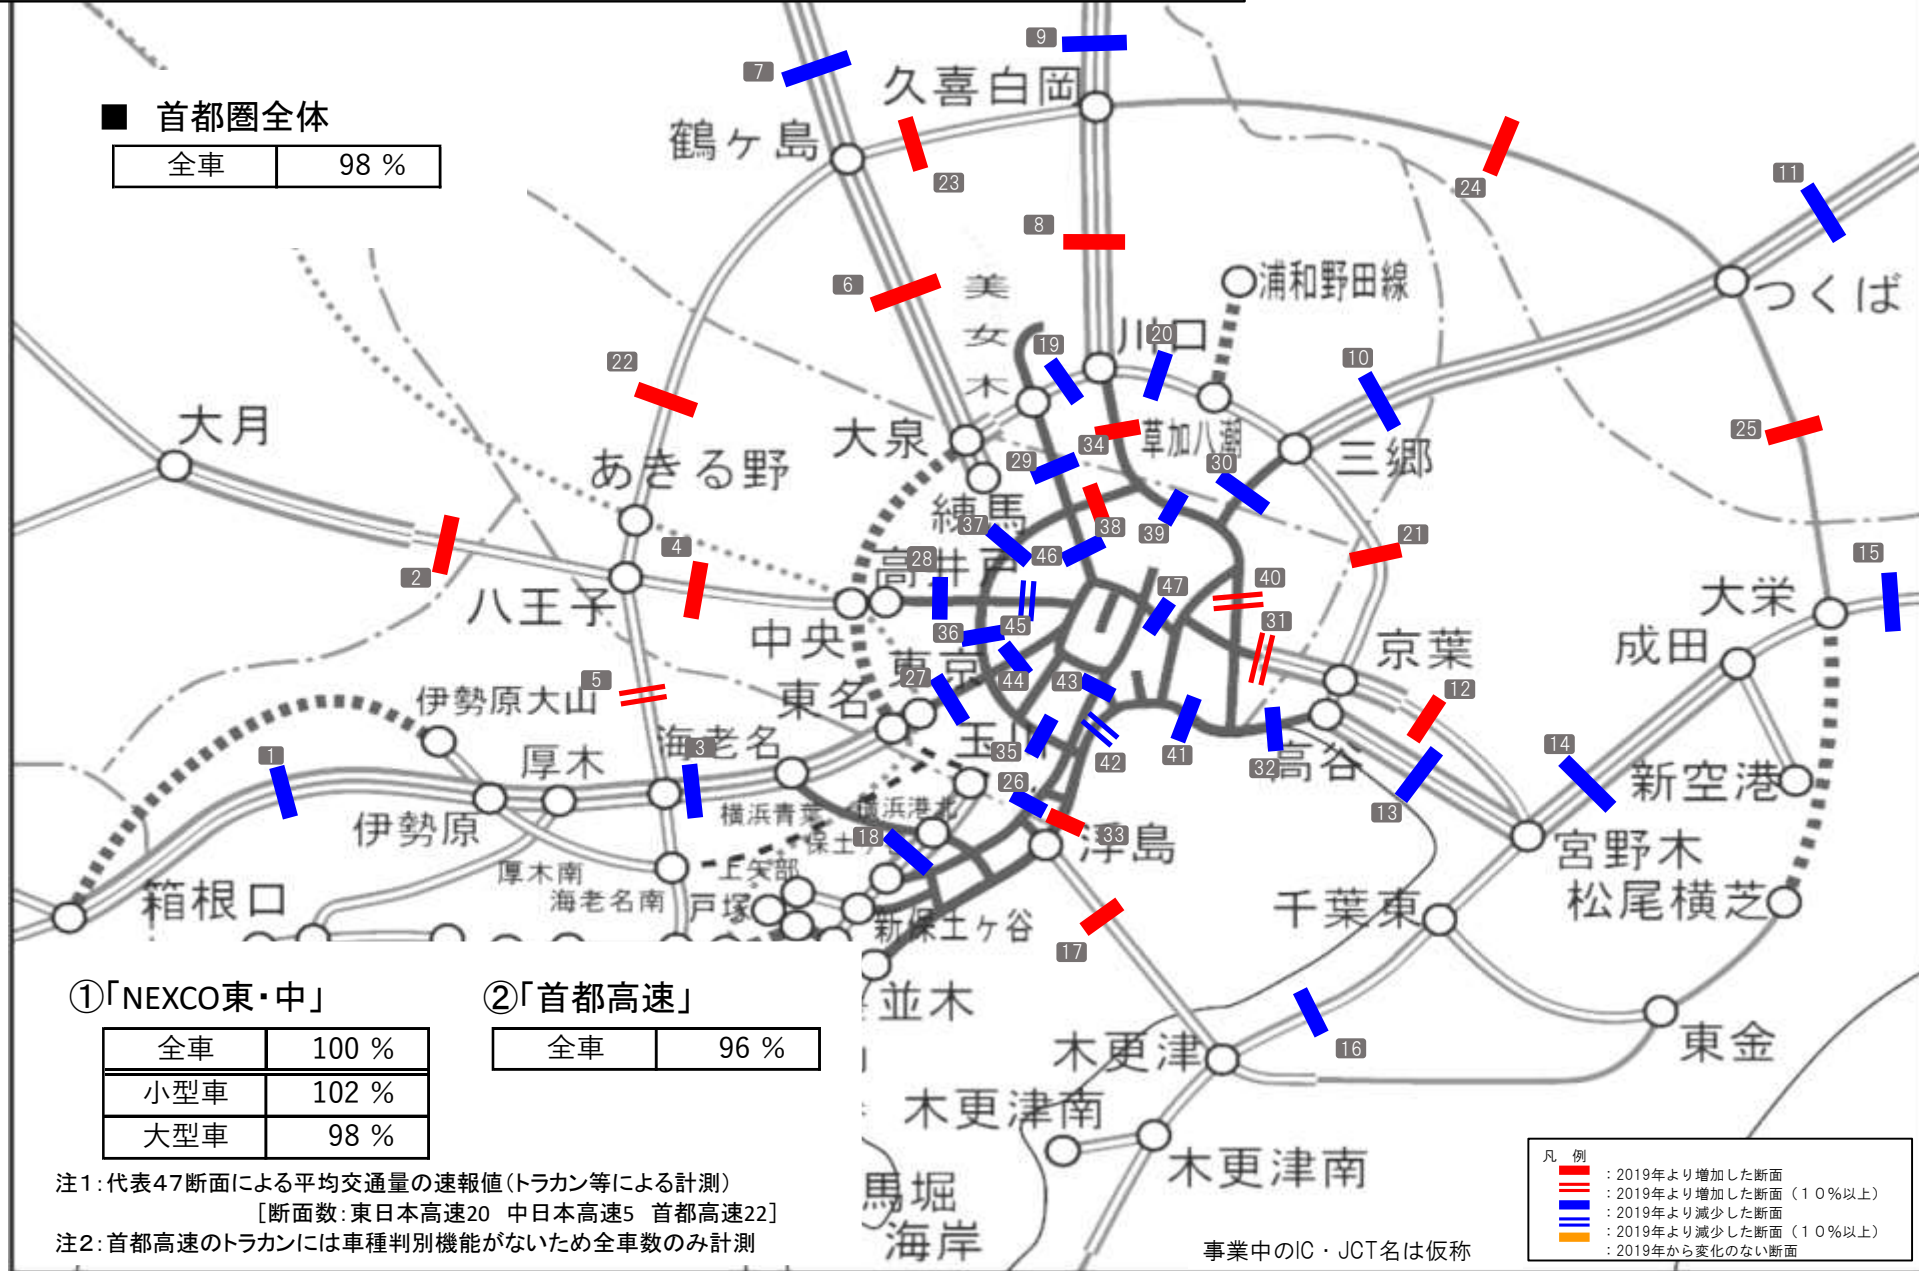 9
7
久喜白岡
■ 首都圏全体
鶴ヶ島
全車 98 %
23
24
11
8
6
美女木
浦和野田線
つくば
川口
20
19
22
10
大月
大泉
34
草加八潮
三郷
25
あきる野
29
30
練馬
37
38
39
21
2
4
28
高井戸
46
47
40
15
八王子
中央
36
45
31
大栄
成田
京葉
東京
44
43
5
伊勢原大山
東名
27
12
1
厚木
海老名
3
玉川
35
42
41
32
高谷
14
新空港
13
伊勢原
横浜青葉
横浜港北
26
18
保土ヶ谷
33
浮島
宮野木
箱根口
厚木南
海老名南
上矢部
戸塚
新保土ヶ谷
17
千葉東
松尾横芝
①「NEXCO東・中」
②「首都高速」
並木
全車 100 %
小型車 102 %
大型車 98 %
全車 96 %
木更津
16
東金
木更津南
木更津南
馬堀
海岸
注1:代表47断面による平均交通量の速報値(トラカン等による計測)
[断面数:東日本高速20 中日本高速5 首都高速22]
注2:首都高速のトラカンには車種判別機能がないため全車数のみ計測
事業中のIC・JCT名は仮称
凡 例
:2019年より増加した断面
:2019年より増加した断面(10%以上)
:2019年より減少した断面
:2019年より減少した断面(10%以上)
:2019年から変化のない断面